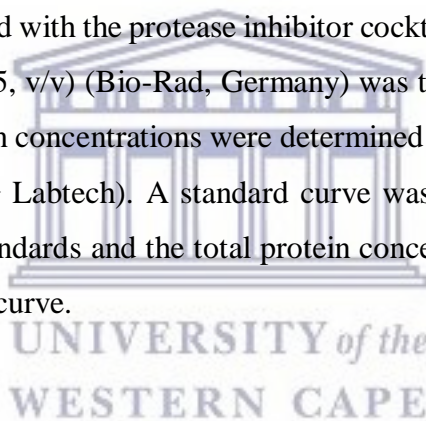 d with the protease inhibitor cockt
5, v/v) (Bio-Rad, Germany) was t
n concentrations were determined
Labtech). A standard curve was
ndards and the total protein conce
curve.
UNIVERSITY of the
WESTERN CAPE